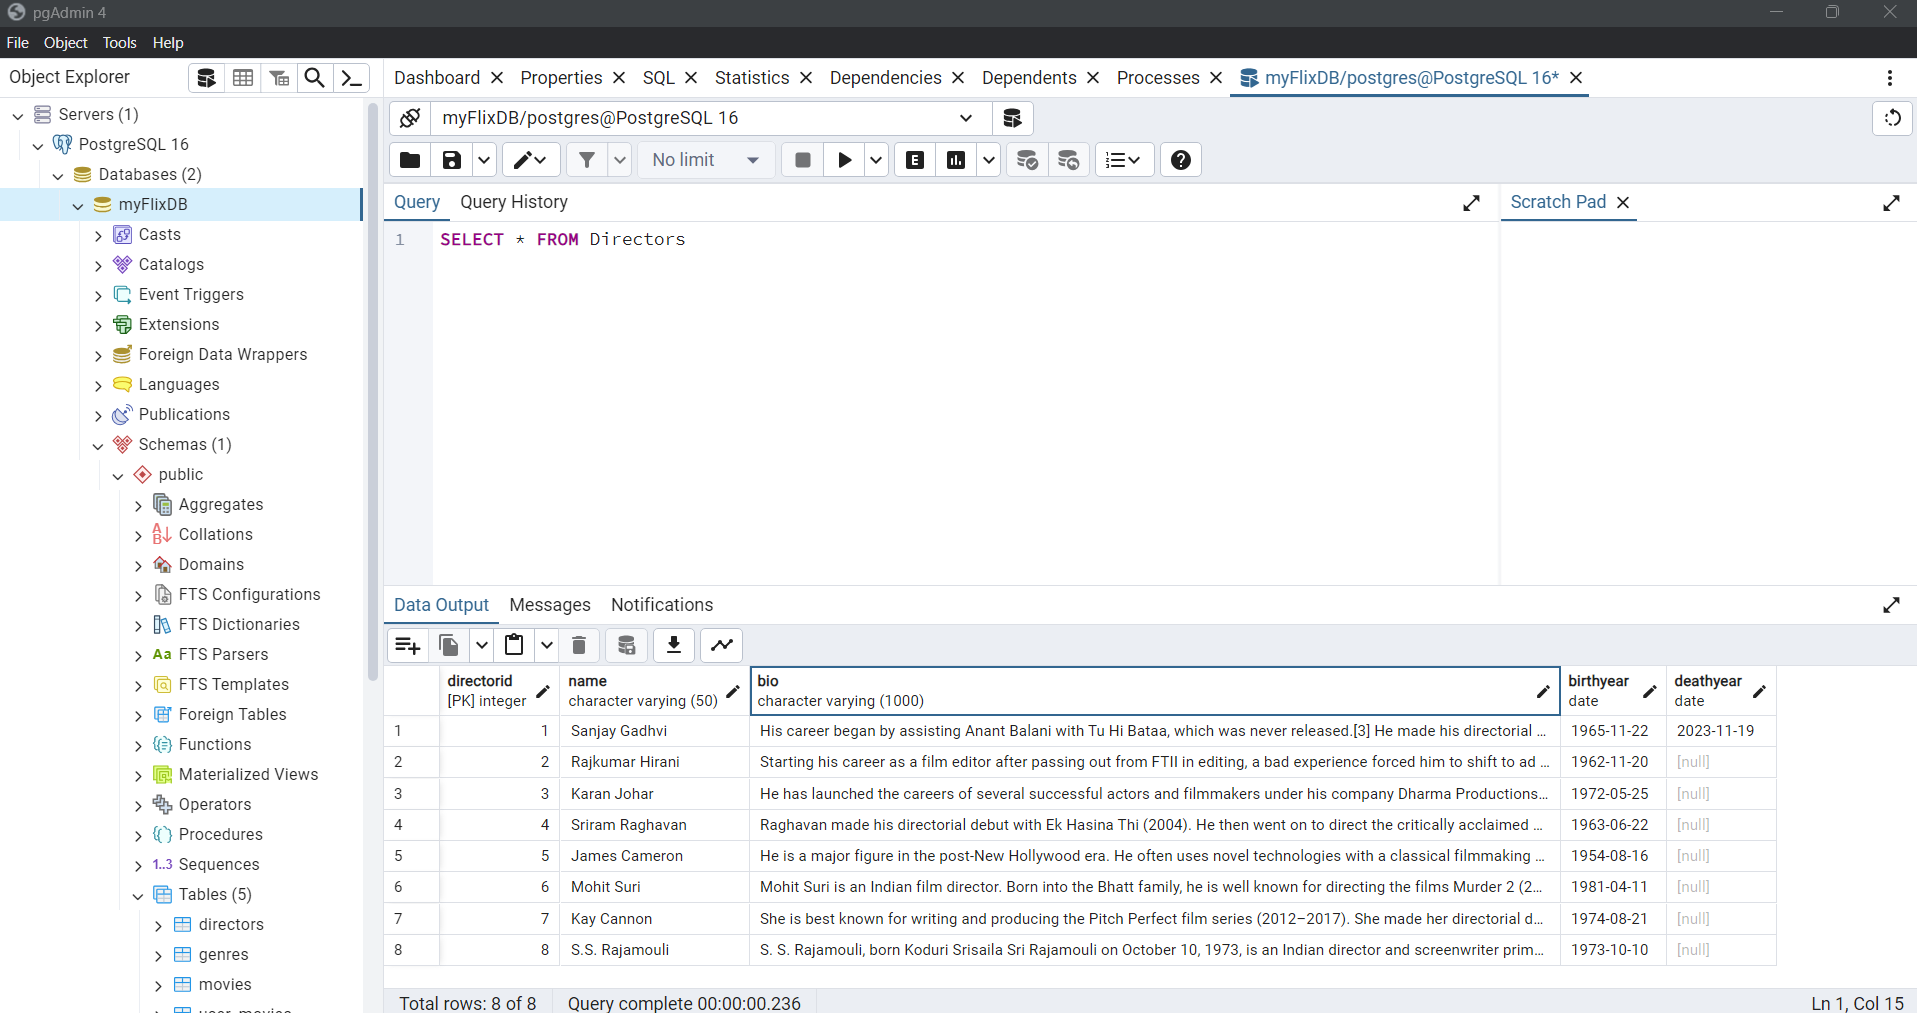 pgAdmin 4
File Object Tools Help
Object Explorer
Servers (1)
PostgreSQL 16
Databases (2)
myFlixDB
Casts
Catalogs
Event Triggers
Extensions
Foreign Data Wrappers
Languages
Publications
Schemas (1)
public
Aggregates
Collations
Domains
FTS Configurations
FTS Dictionaries
Aa FTS Parsers
FTS Templates
Foreign Tables
Functions
Materialized Views
Operators
Procedures
1..3 Sequences
Tables (5)
directors
genres
movies
Dashboard Properties SQL Statistics Dependencies Dependents Processes myFlixDB/postgres@PostgreSQL 16*
myFlixDB/postgres@PostgreSQL 16
No limit E
Query Query History
1 SELECT * FROM Directors
Scratch Pad
Data Output Messages Notifications
directorid name bio birthyear deathyear
[PK] integer character varying (50) character varying (1000) date date
1 1 Sanjay Gadhvi His career began by assisting Anant Balani with Tu Hi Bataa, which was never released.[3] He made his directorial ... 1965-11-22 2023-11-19
2 2 Rajkumar Hirani Starting his career as a film editor after passing out from FTII in editing, a bad experience forced him to shift to ad ... 1962-11-20 [null]
3 3 Karan Johar He has launched the careers of several successful actors and filmmakers under his company Dharma Productions... 1972-05-25 [null]
4 4 Sriram Raghavan Raghavan made his directorial debut with Ek Hasina Thi (2004). He then went on to direct the critically acclaimed ... 1963-06-22 [null]
5 5 James Cameron He is a major figure in the post-New Hollywood era. He often uses novel technologies with a classical filmmaking ... 1954-08-16 [null]
6 6 Mohit Suri Mohit Suri is an Indian film director. Born into the Bhatt family, he is well known for directing the films Murder 2 (2... 1981-04-11 [null]
7 7 Kay Cannon She is best known for writing and producing the Pitch Perfect film series (2012–2017). She made her directorial d... 1974-08-21 [null]
8 8 S.S. Rajamouli S. S. Rajamouli, born Koduri Srisaila Sri Rajamouli on October 10, 1973, is an Indian director and screenwriter prim... 1973-10-10 [null]
Total rows: 8 of 8 Query complete 00:00:00.236 Ln 1, Col 15